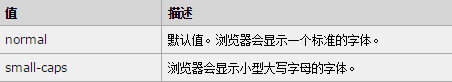 值 描述
normal 默认值。浏览器会显示一个标准的字体。
small-caps 浏览器会显示小型大写字母的字体。